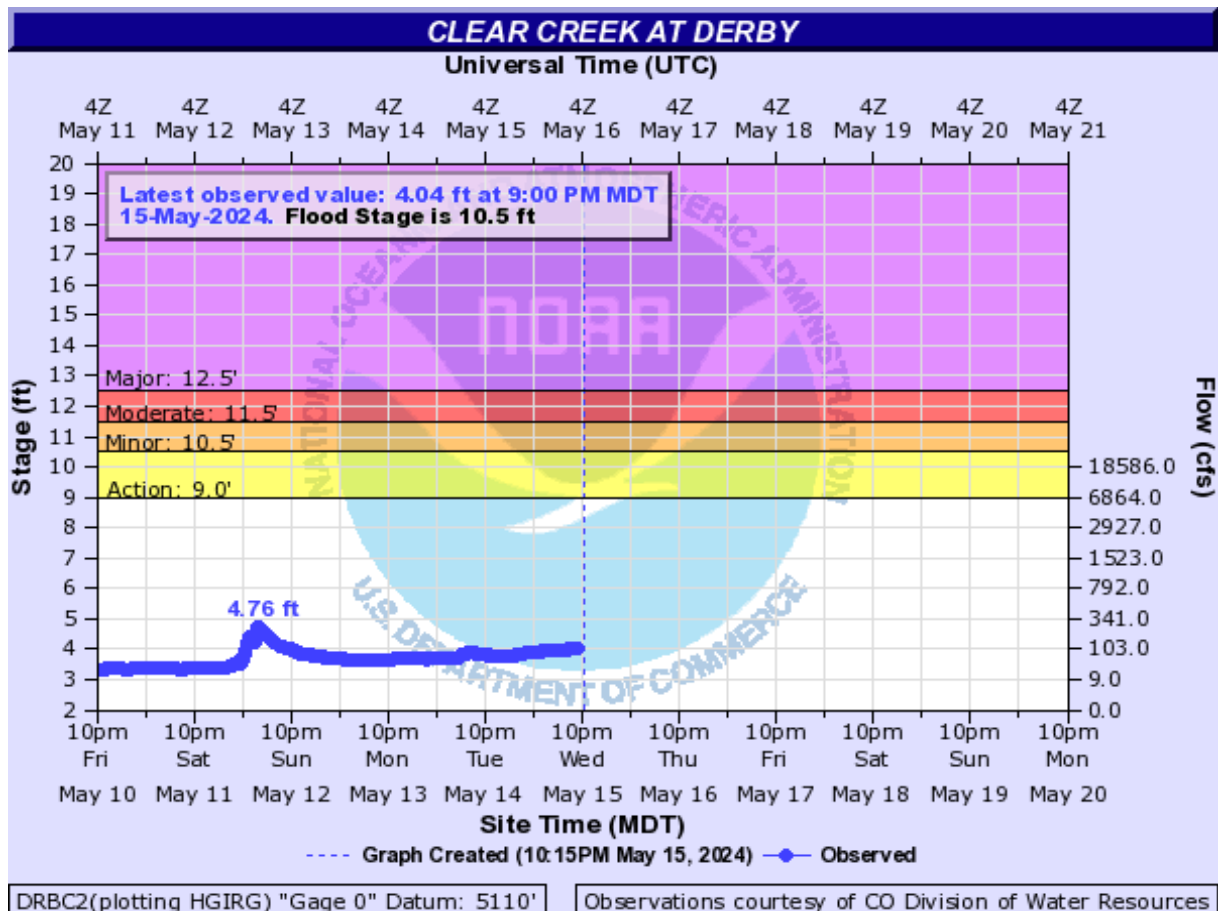 CLEAR CREEK AT DERBY
Universal Time (UTC)
4Z 4Z 4Z 4Z 4Z 4Z 4Z 4Z 4Z 4Z 4Z
May 11 May 12 May 13 May 14 May 15 May 16 May 17 May 18 May 19 May 20 May 21
Latest observed value: 4.04 ft at 9:00 PM MDT
15-May-2024. Flood Stage is 10.5 ft
NATIONAL OCEANIC AND ATMOSPHERIC ADMINISTRATION
NOAA
U.S. DEPARTMENT OF COMMERCE
Stage (ft)
20
19
18
17
16
15
14
13
12
11
10
9
8
7
6
5
4
3
2
Major: 12.5'
Moderate: 11.5'
Minor: 10.5'
Action: 9.0'
4.76 ft
Flow (cfs)
18586.0
6864.0
2927.0
1523.0
792.0
341.0
103.0
9.0
0.0
10pm 10pm 10pm 10pm 10pm 10pm 10pm 10pm 10pm 10pm 10pm
Fri Sat Sun Mon Tue Wed Thu Fri Sat Sun Mon
May 10 May 11 May 12 May 13 May 14 May 15 May 16 May 17 May 18 May 19 May 20
Site Time (MDT)
Graph Created (10:15PM May 15, 2024) Observed
DRBC2(plotting HGIRG) "Gage 0" Datum: 5110'
Observations courtesy of CO Division of Water Resources